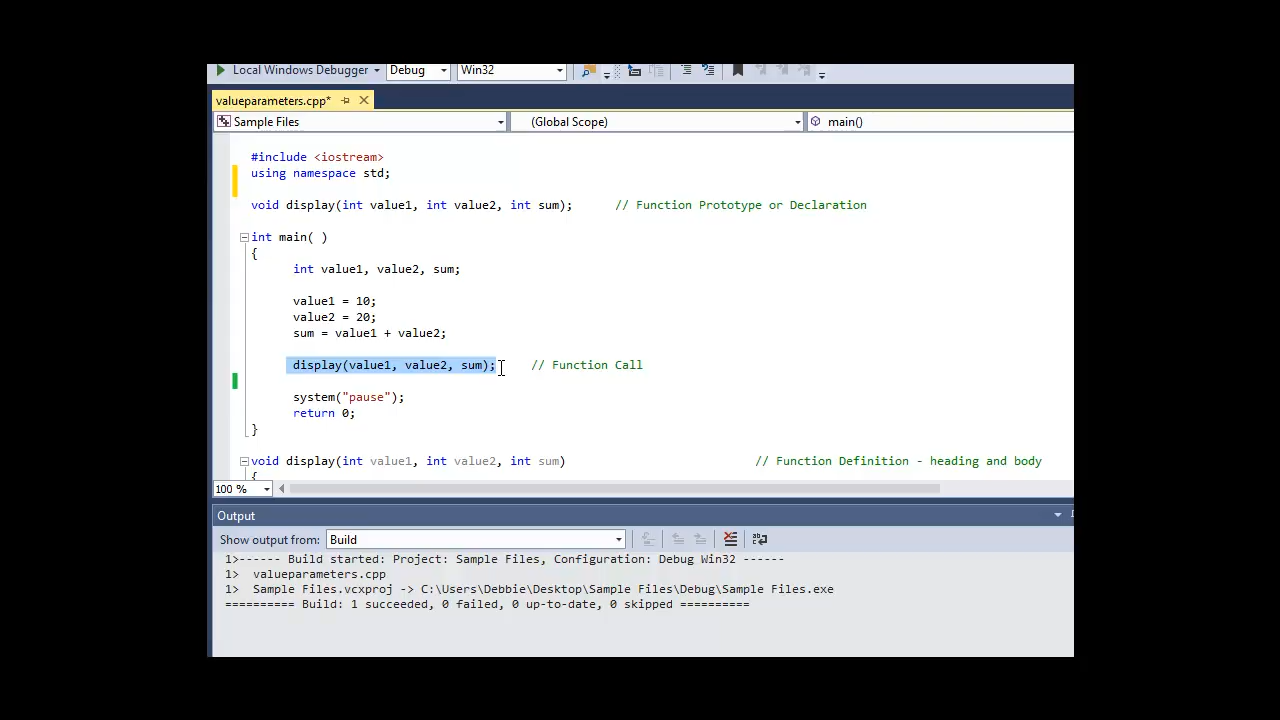 Local Windows Debugger Debug Win32
valueparameters.cpp*
Sample Files (Global Scope) main()
#include <iostream>
using namespace std;
void display(int value1, int value2, int sum); // Function Prototype or Declaration
int main( )
{
int value1, value2, sum;
value1 = 10;
value2 = 20;
sum = value1 + value2;
display(value1, value2, sum); // Function Call
system("pause");
return 0;
}
void display(int value1, int value2, int sum) // Function Definition - heading and body
{
100 %
Output
Show output from: Build
1>------ Build started: Project: Sample Files, Configuration: Debug Win32 ------
1> valueparameters.cpp
1> Sample Files.vcxproj -> C:\Users\Debbie\Desktop\Sample Files\Debug\Sample Files.exe
========== Build: 1 succeeded, 0 failed, 0 up-to-date, 0 skipped ==========